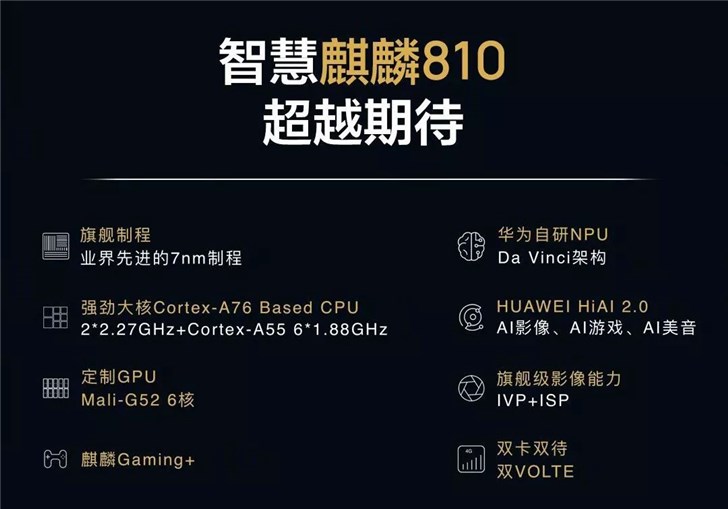 智慧麒麟810
超越期待
旗舰制程
业界先进的7nm制程
强劲大核Cortex-A76 Based CPU
2*2.27GHz+Cortex-A55 6*1.88GHz
定制GPU
Mali-G52 6核
麒麟Gaming+
华为自研NPU
Da Vinci架构
HUAWEI HiAI 2.0
AI影像、AI游戏、AI美音
旗舰级影像能力
IVP+ISP
4G
双卡双待
双VOLTE